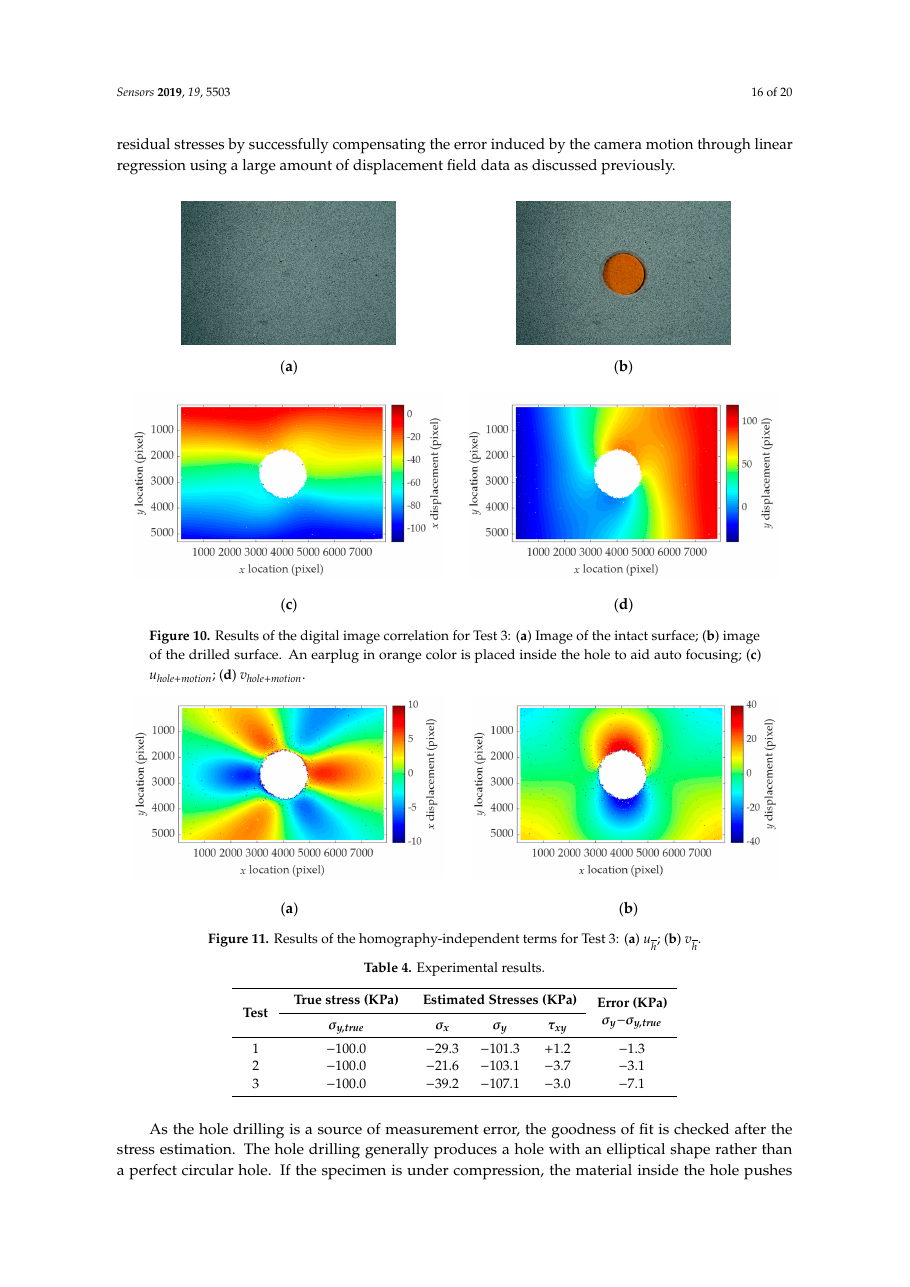 Sensors 2019, 19, 5503 16 of 20
residual stresses by successfully compensating the error induced by the camera motion through linear
regression using a large amount of displacement field data as discussed previously.
(a) (b)
1000
2000
3000
4000
5000
y location (pixel)
1000 2000 3000 4000 5000 6000 7000
x location (pixel)
0
-20
-40
-60
-80
-100
x displacement (pixel)
1000
2000
3000
4000
5000
y location (pixel)
1000 2000 3000 4000 5000 6000 7000
x location (pixel)
100
50
0
y displacement (pixel)
(c) (d)
Figure 10. Results of the digital image correlation for Test 3: (a) Image of the intact surface; (b) image
of the drilled surface. An earplug in orange color is placed inside the hole to aid auto focusing; (c)
u_hole+motion; (d) v_hole+motion.
1000
2000
3000
4000
5000
y location (pixel)
1000 2000 3000 4000 5000 6000 7000
x location (pixel)
10
5
0
-5
-10
x displacement (pixel)
1000
2000
3000
4000
5000
y location (pixel)
1000 2000 3000 4000 5000 6000 7000
x location (pixel)
40
20
0
-20
-40
y displacement (pixel)
(a) (b)
Figure 11. Results of the homography-independent terms for Test 3: (a) u_h̅; (b) v_h̅.
Table 4. Experimental results.
Test True stress (KPa) Estimated Stresses (KPa) Error (KPa)
σy,true σx σy τxy σy−σy,true
1 −100.0 −29.3 −101.3 +1.2 −1.3
2 −100.0 −21.6 −103.1 −3.7 −3.1
3 −100.0 −39.2 −107.1 −3.0 −7.1
As the hole drilling is a source of measurement error, the goodness of fit is checked after the
stress estimation. The hole drilling generally produces a hole with an elliptical shape rather than
a perfect circular hole. If the specimen is under compression, the material inside the hole pushes